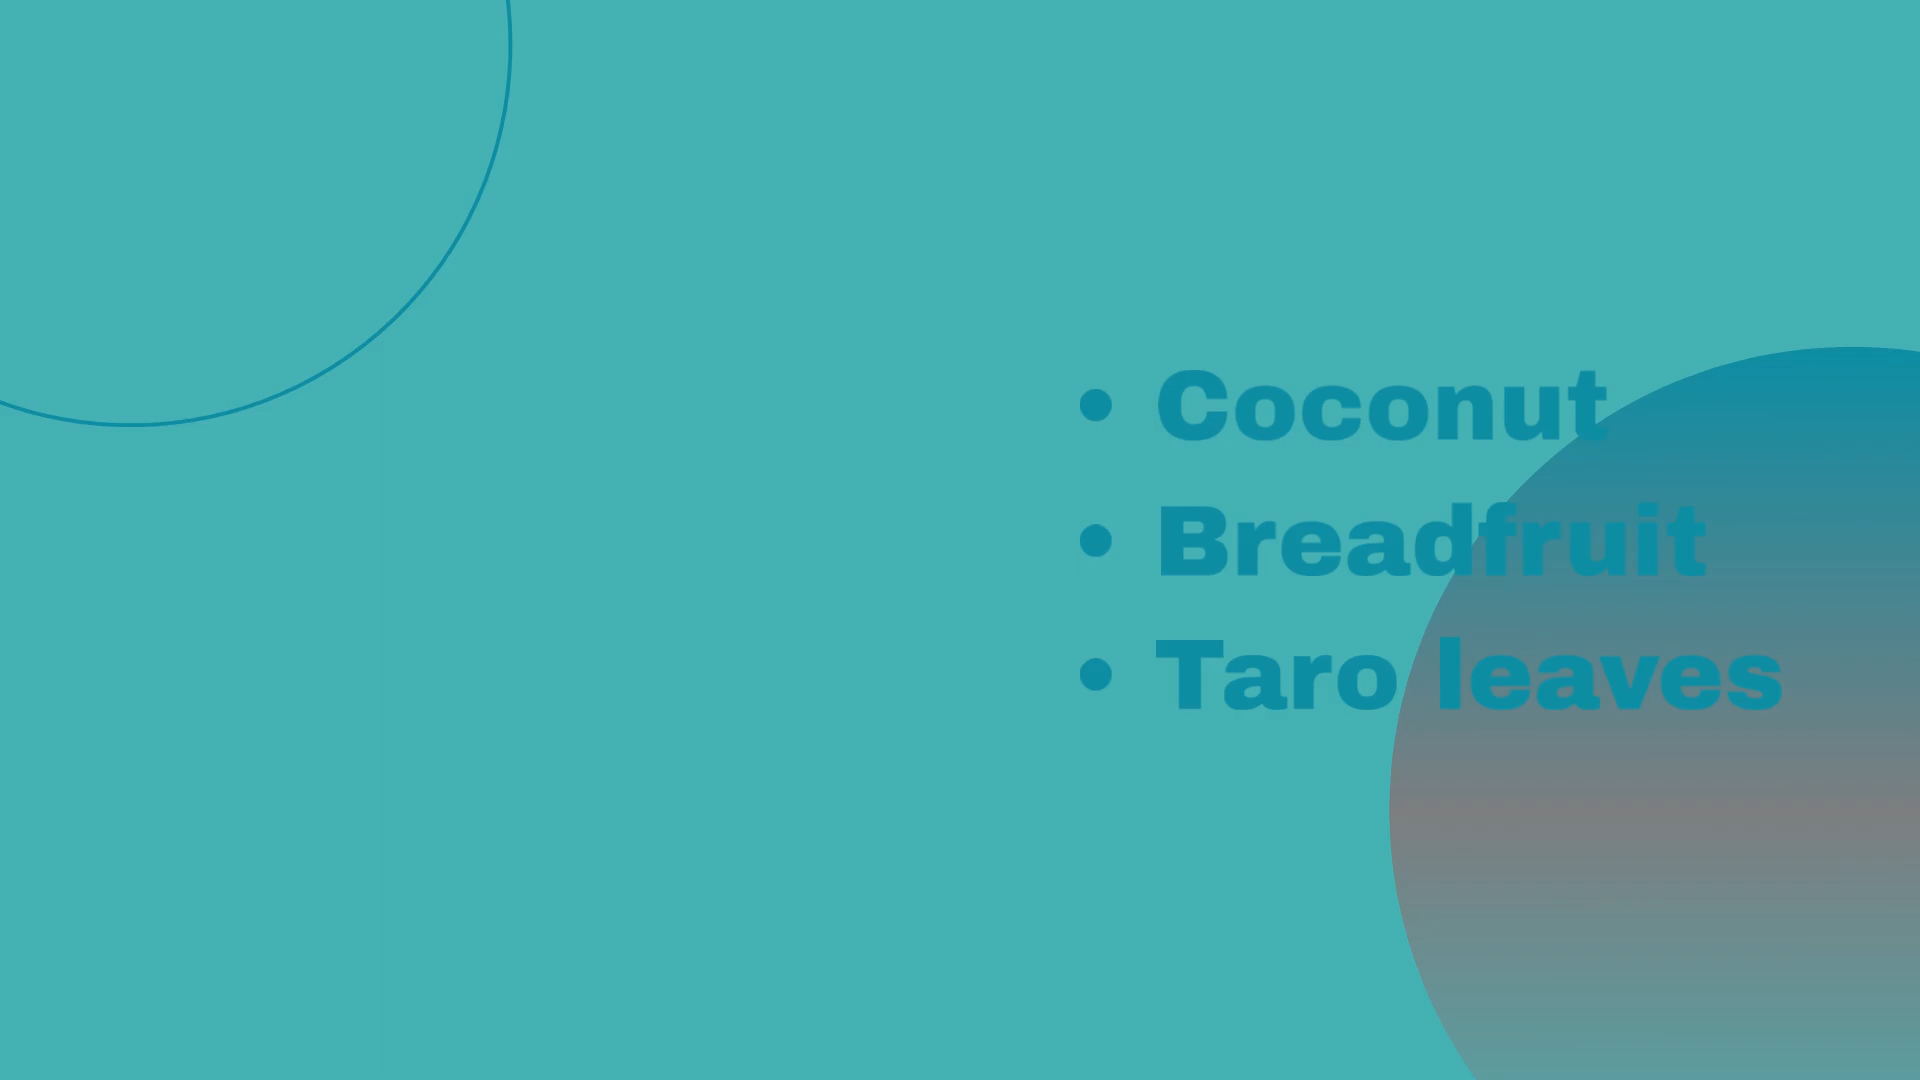 • Coconut
• Breadfruit
• Taro leaves